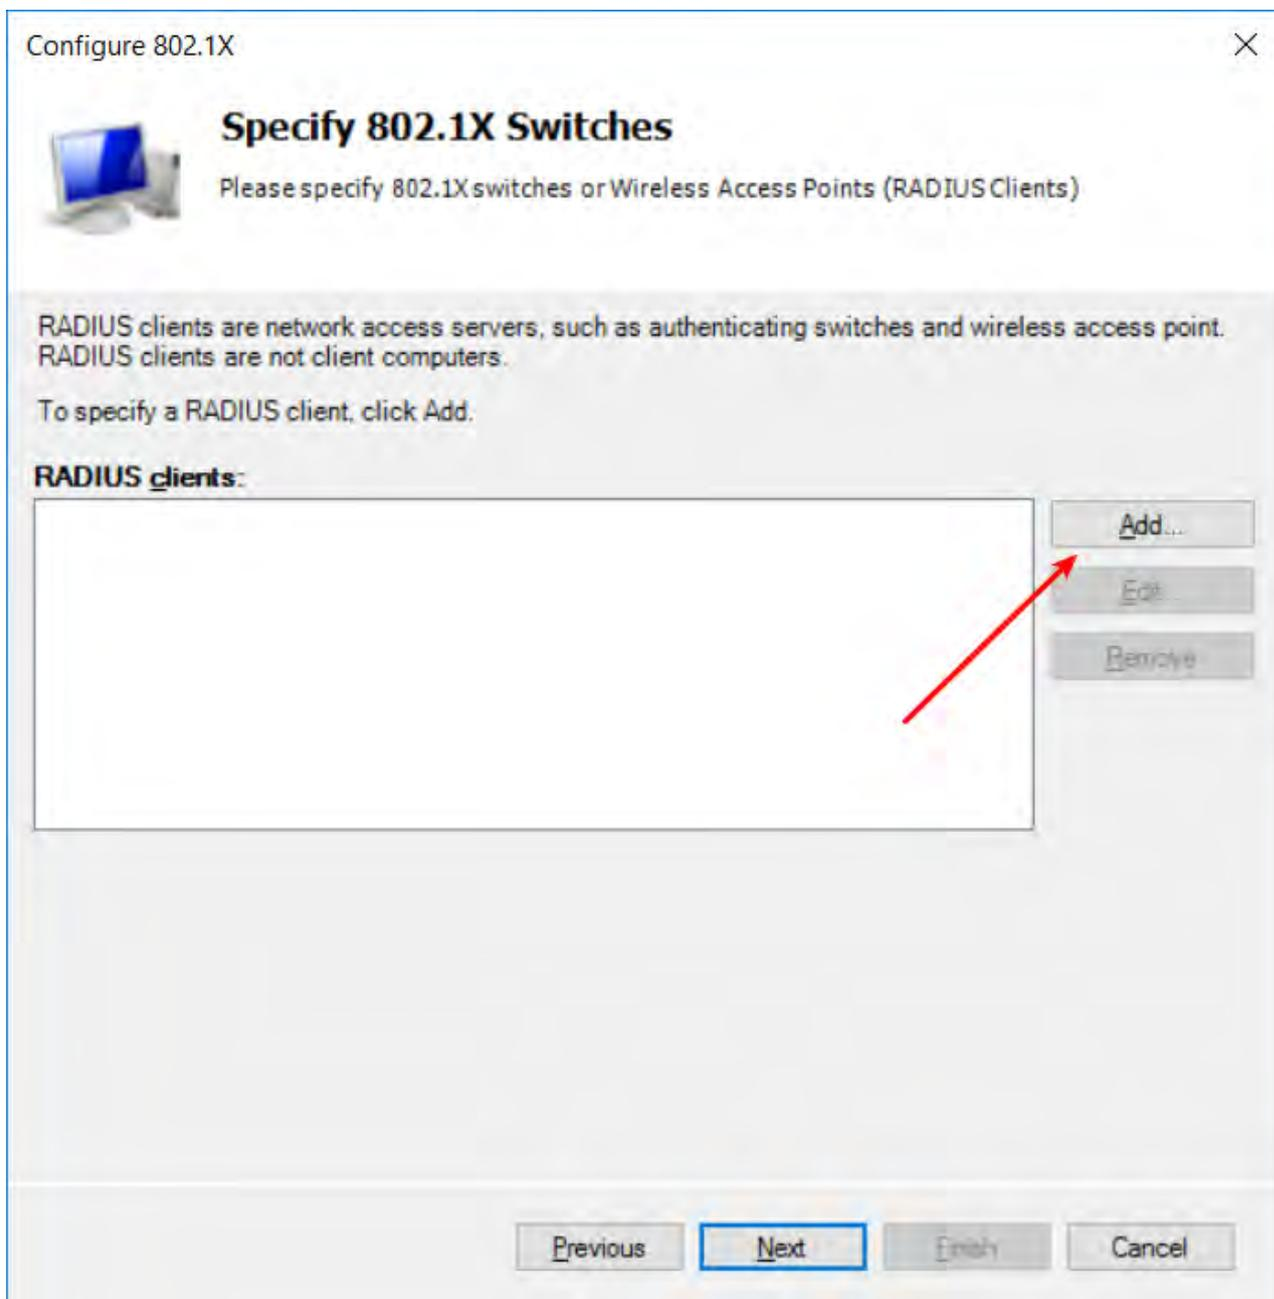 Configure 802.1X
Specify 802.1X Switches
Please specify 802.1X switches or Wireless Access Points (RADIUS Clients)
RADIUS clients are network access servers, such as authenticating switches and wireless access point.
RADIUS clients are not client computers.
To specify a RADIUS client, click Add.
RADIUS clients:
Add...
Edit...
Remove
Previous
Next
Finish
Cancel